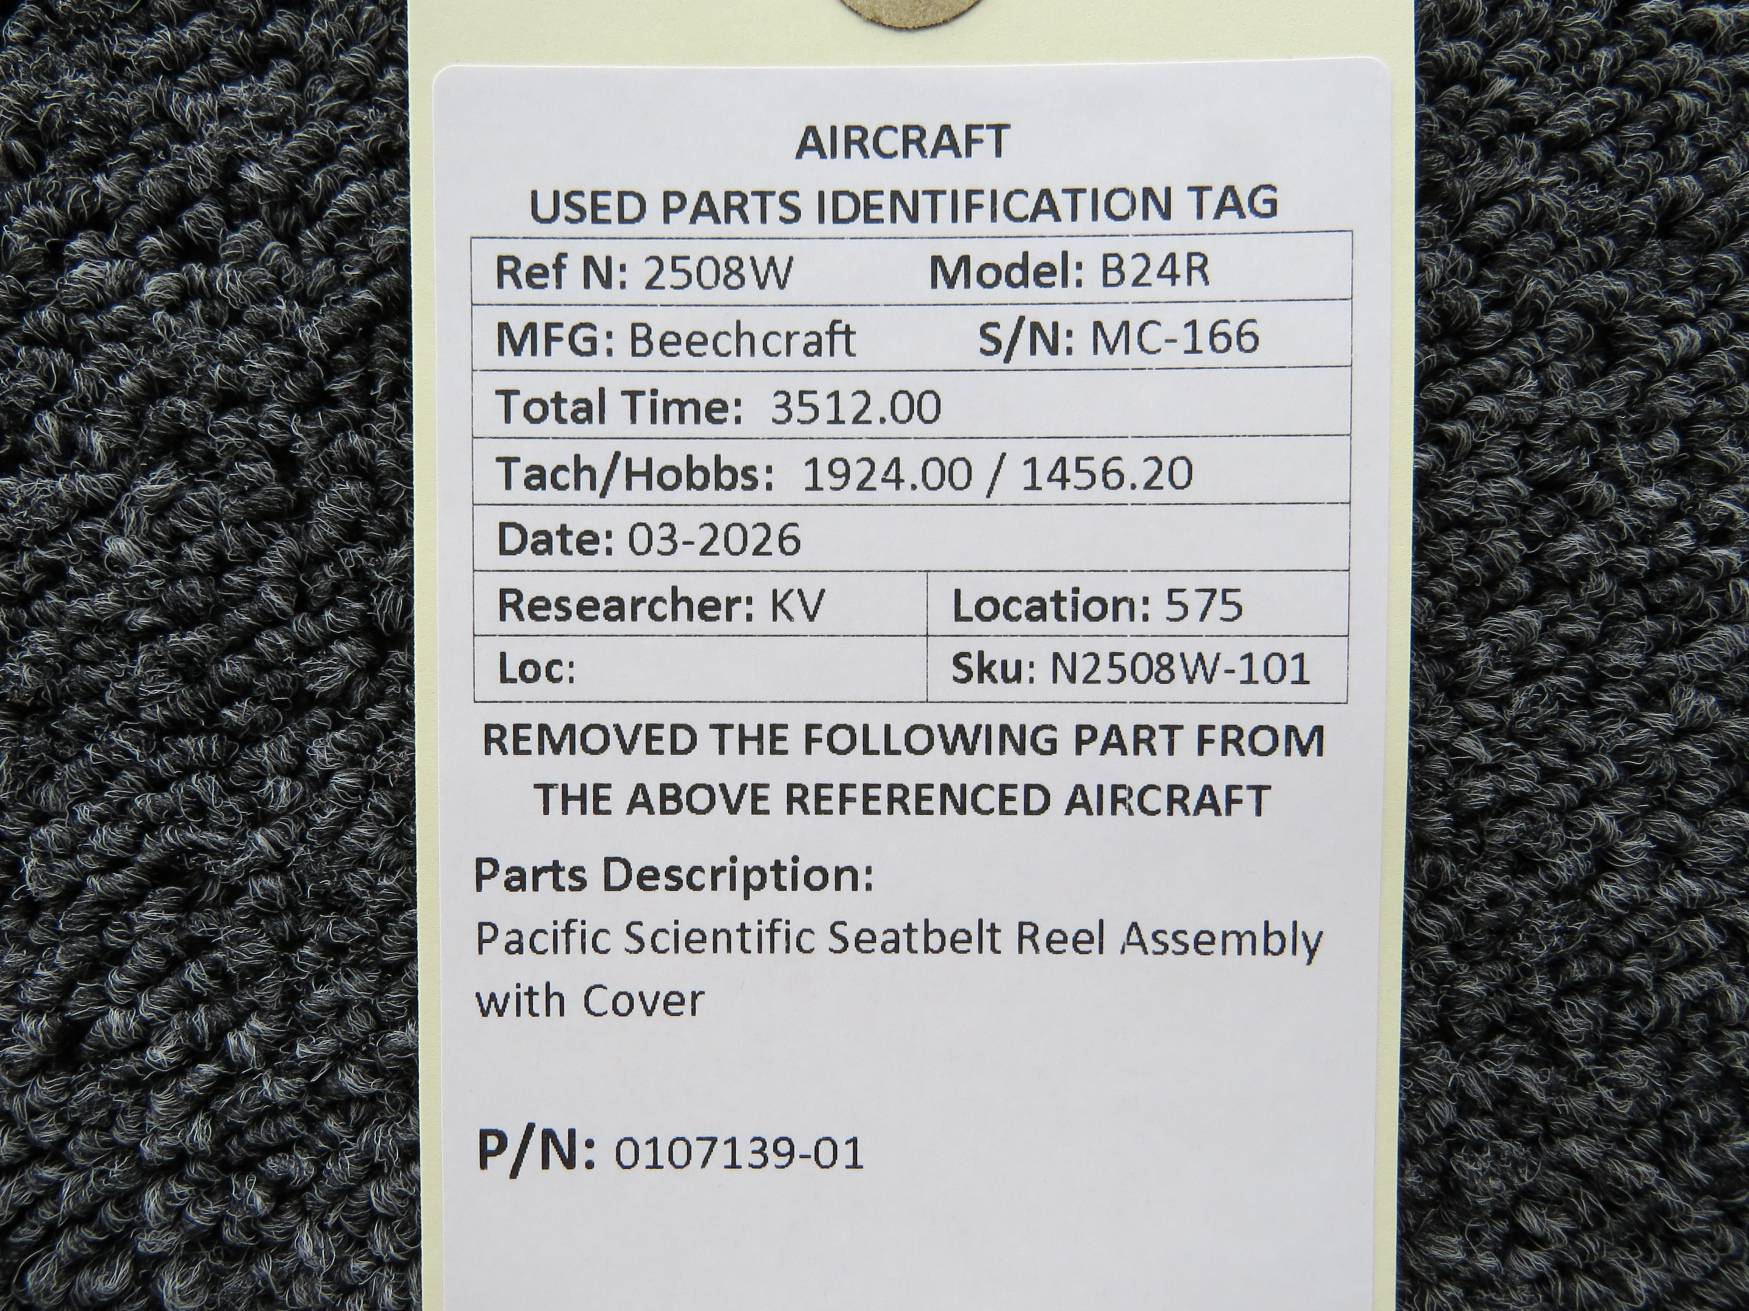 AIRCRAFT
USED PARTS IDENTIFICATION TAG
Ref N: 2508W Model: B24R
MFG: Beechcraft S/N: MC-166
Total Time: 3512.00
Tach/Hobbs: 1924.00 / 1456.20
Date: 03-2026
Researcher: KV Location: 575
Loc: Sku: N2508W-101
REMOVED THE FOLLOWING PART FROM
THE ABOVE REFERENCED AIRCRAFT
Parts Description:
Pacific Scientific Seatbelt Reel Assembly
with Cover
P/N: 0107139-01